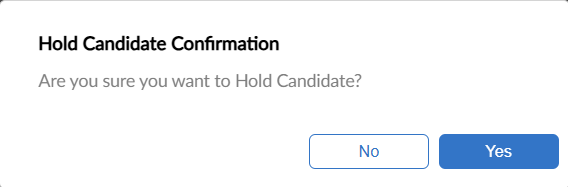 Hold Candidate Confirmation
Are you sure you want to Hold Candidate?
No
Yes